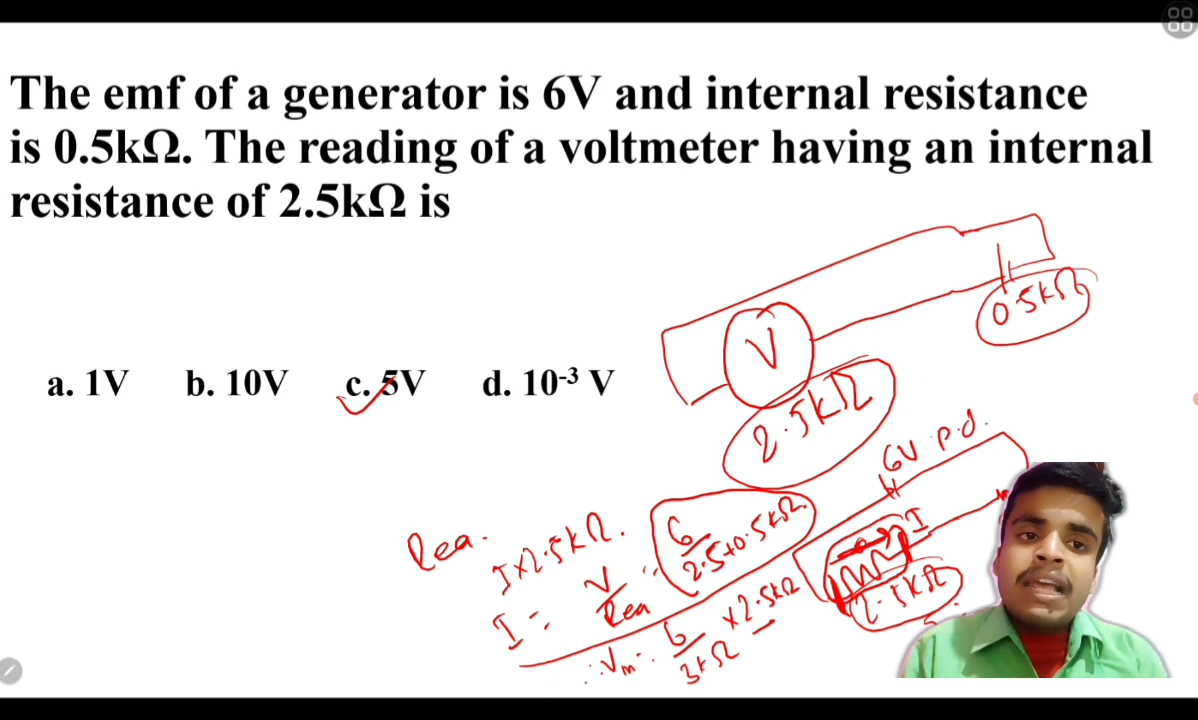 The emf of a generator is 6V and internal resistance
is 0.5kΩ. The reading of a voltmeter having an internal
resistance of 2.5kΩ is
0.5kΩ
V
a. 1V b. 10V c. 5V d. 10⁻³ V
2.5kΩ
6V p.d.
Rea.
I×2.5kΩ.
6
2.5+0.5kΩ
I
I = V
Rea
2.5kΩ
∴ Vm = 6 × 2.5kΩ
3kΩ